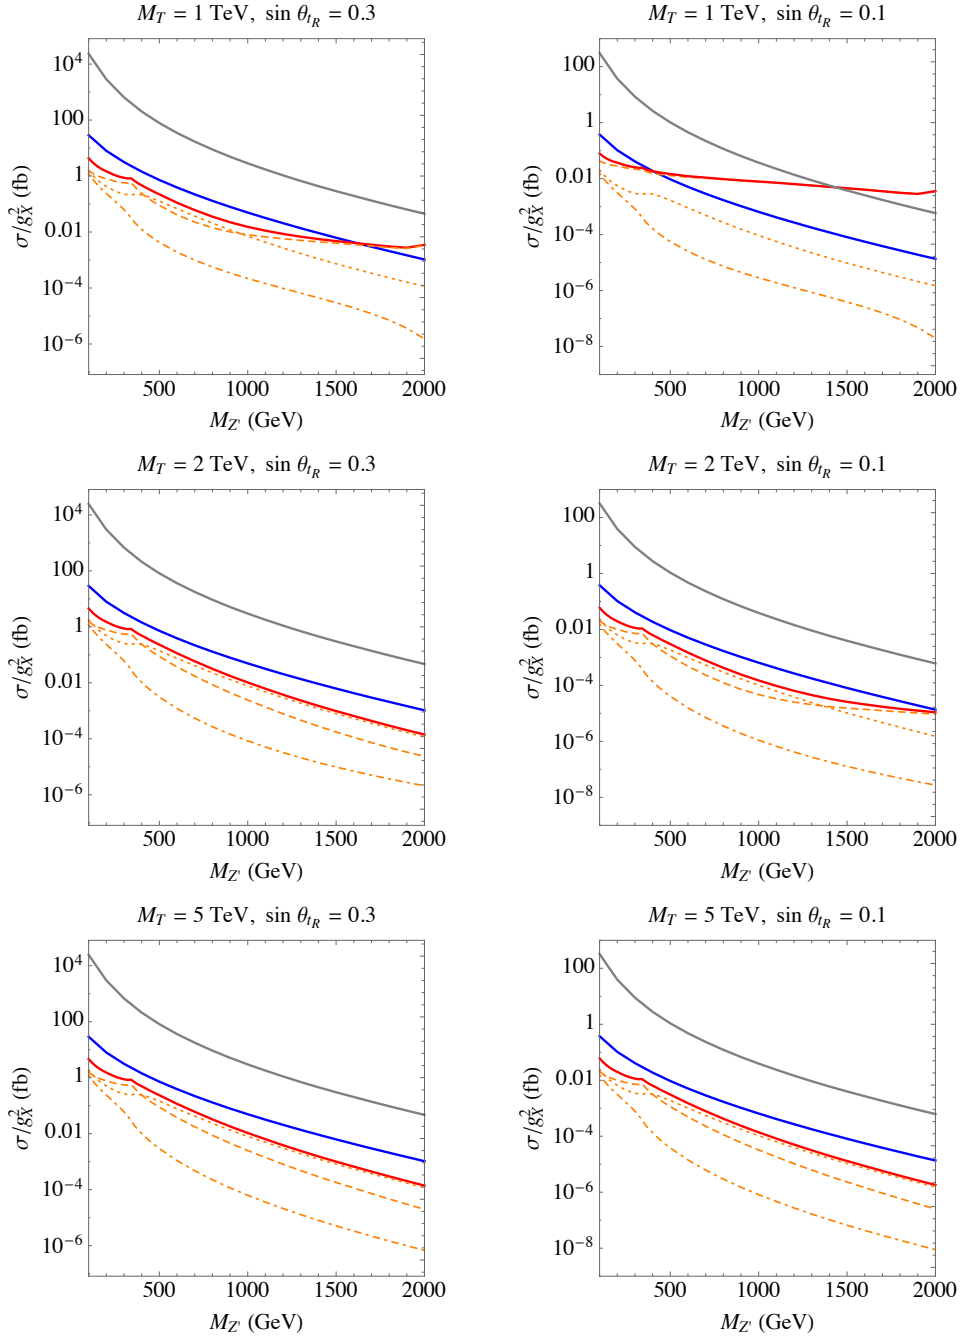 M_T = 1 TeV, sin θ_{t_R} = 0.3
σ/g_X^2 (fb)
10^4
100
1
0.01
10^-4
10^-6
500 1000 1500 2000
M_{Z'} (GeV)
M_T = 1 TeV, sin θ_{t_R} = 0.1
σ/g_X^2 (fb)
100
1
0.01
10^-4
10^-6
10^-8
500 1000 1500 2000
M_{Z'} (GeV)
M_T = 2 TeV, sin θ_{t_R} = 0.3
σ/g_X^2 (fb)
10^4
100
1
0.01
10^-4
10^-6
500 1000 1500 2000
M_{Z'} (GeV)
M_T = 2 TeV, sin θ_{t_R} = 0.1
σ/g_X^2 (fb)
100
1
0.01
10^-4
10^-6
10^-8
500 1000 1500 2000
M_{Z'} (GeV)
M_T = 5 TeV, sin θ_{t_R} = 0.3
σ/g_X^2 (fb)
10^4
100
1
0.01
10^-4
10^-6
500 1000 1500 2000
M_{Z'} (GeV)
M_T = 5 TeV, sin θ_{t_R} = 0.1
σ/g_X^2 (fb)
100
1
0.01
10^-4
10^-6
10^-8
500 1000 1500 2000
M_{Z'} (GeV)